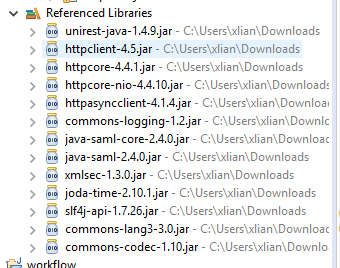 Referenced Libraries
unirest-java-1.4.9.jar - C:\Users\xlian\Downloads
httpclient-4.5.jar - C:\Users\xlian\Downloads
httpcore-4.4.1.jar - C:\Users\xlian\Downloads
httpcore-nio-4.4.10.jar - C:\Users\xlian\Downloads
httpasyncclient-4.1.4.jar - C:\Users\xlian\Downloads
commons-logging-1.2.jar - C:\Users\xlian\Downloads
java-saml-core-2.4.0.jar - C:\Users\xlian\Downloads
java-saml-2.4.0.jar - C:\Users\xlian\Downloads
xmlsec-1.3.0.jar - C:\Users\xlian\Downloads
joda-time-2.10.1.jar - C:\Users\xlian\Downloads
slf4j-api-1.7.26.jar - C:\Users\xlian\Downloads
commons-lang3-3.0.jar - C:\Users\xlian\Downloads
commons-codec-1.10.jar - C:\Users\xlian\Downloads
workflow